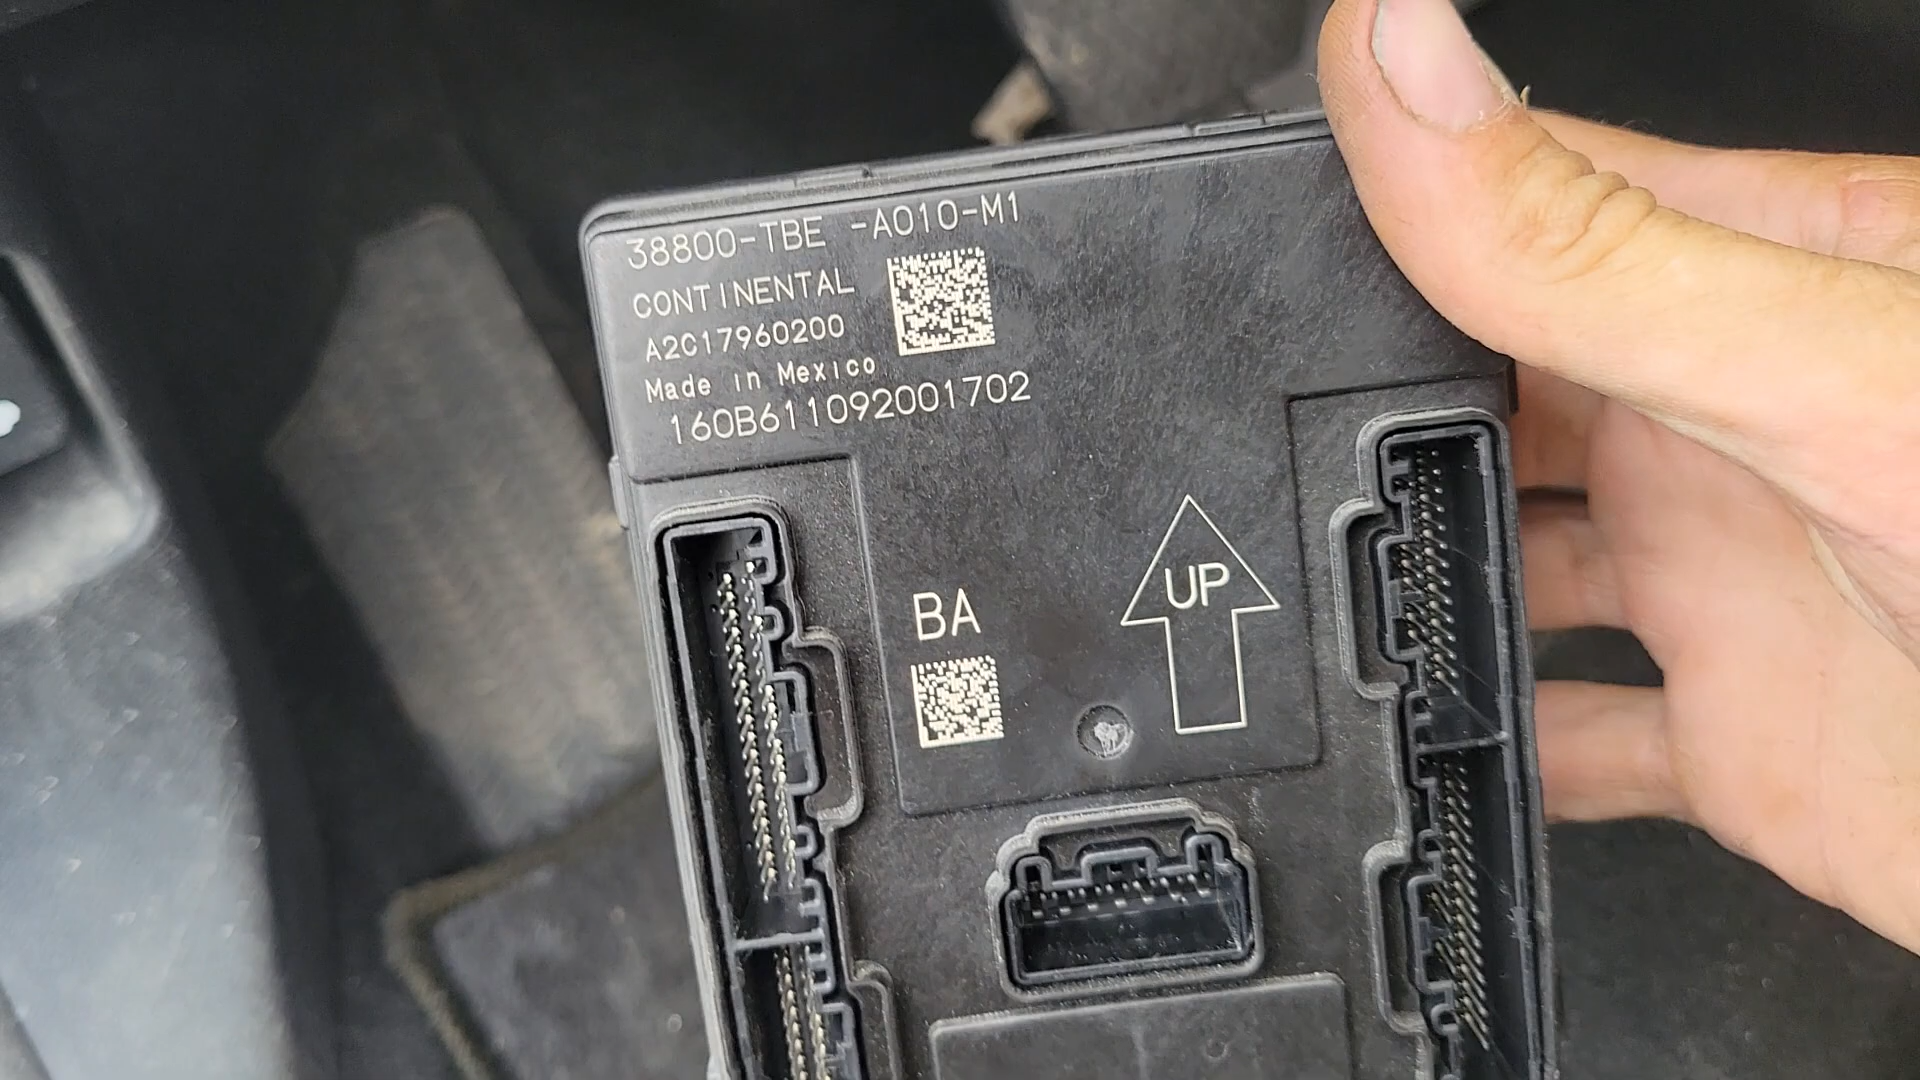 38800-TBE -A010-M1
CONTINENTAL
A2C17960200
Made in Mexico
160B611092001702
BA
UP